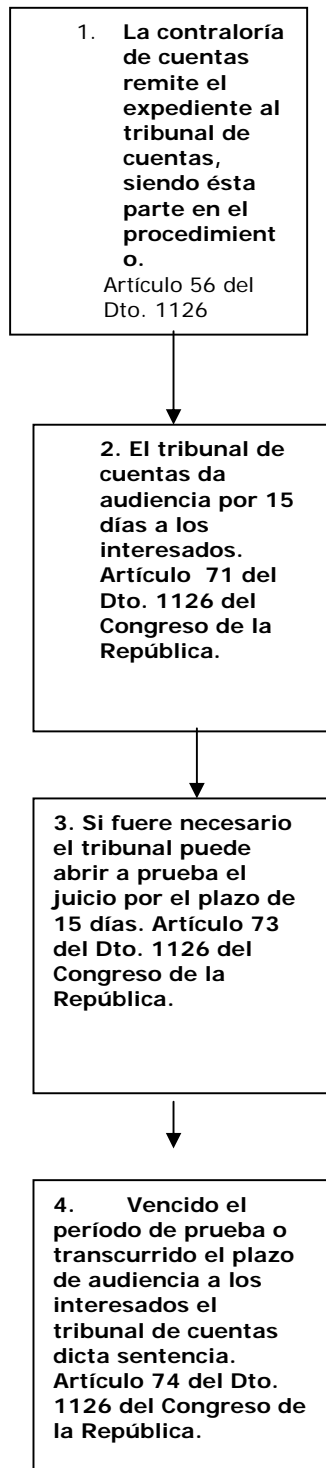 1. La contraloría
de cuentas
remite el
expediente al
tribunal de
cuentas,
siendo ésta
parte en el
procedimient
o.
Artículo 56 del
Dto. 1126
2. El tribunal de
cuentas da
audiencia por 15
días a los
interesados.
Artículo 71 del
Dto. 1126 del
Congreso de la
República.
3. Si fuere necesario
el tribunal puede
abrir a prueba el
juicio por el plazo de
15 días. Artículo 73
del Dto. 1126 del
Congreso de la
República.
4. Vencido el
período de prueba o
transcurrido el plazo
de audiencia a los
interesados el
tribunal de cuentas
dicta sentencia.
Artículo 74 del Dto.
1126 del Congreso de
la República.